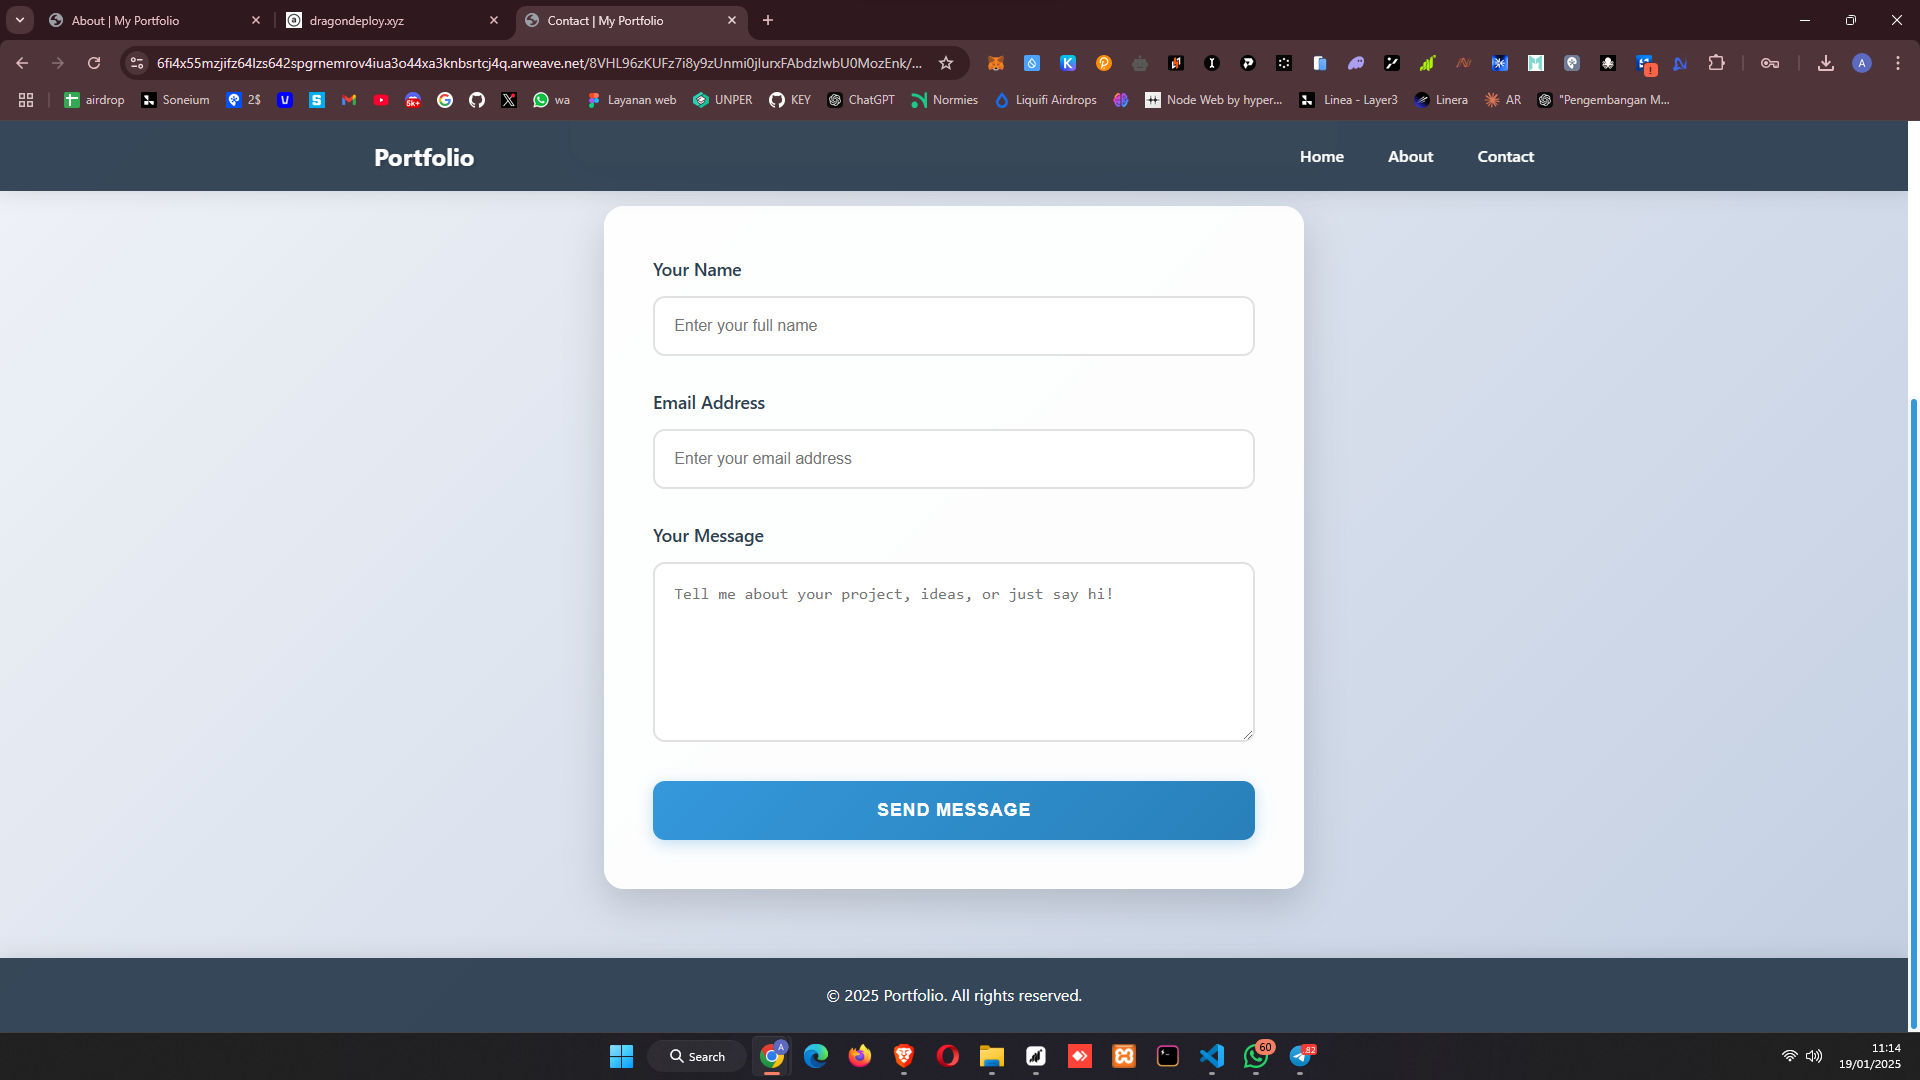 About | My Portfolio
dragondeploy.xyz
Contact | My Portfolio
6fi4x55mzjifz64lzs642spgrnemrov4iua3o44xa3knbsrtcj4q.arweave.net/8VHL96zKUFz7i8y9zUnmi0jIurxFAbdzlwbU0MozEnk/...
airdrop
Soneium
2$
5k+
wa
Layanan web
UNPER
KEY
ChatGPT
Normies
Liquifi Airdrops
Node Web by hyper...
Linea - Layer3
Linera
AR
"Pengembangan M...
Portfolio
Home
About
Contact
Your Name
Enter your full name
Email Address
Enter your email address
Your Message
Tell me about your project, ideas, or just say hi!
SEND MESSAGE
© 2025 Portfolio. All rights reserved.
Search
A
60
82
11:14
19/01/2025